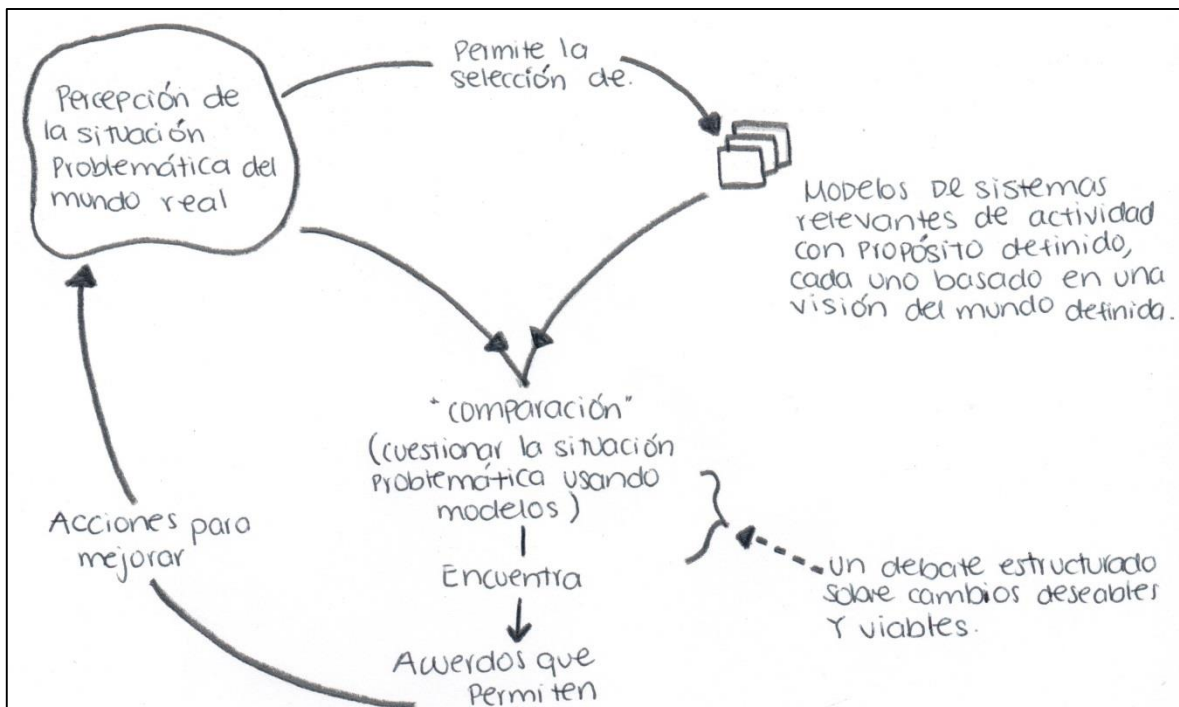 Permite la
selección de.
Percepción de
la situación
Problemática del
mundo real
Modelos de sistemas
relevantes de actividad
con propósito definido,
cada uno basado en una
visión del mundo definida.
"comparación"
(cuestionar la situación
Problemática usando
modelos)
Encuentra
Acciones para
mejorar
un debate estructurado
sobre cambios deseables
Y viables.
Acuerdos que
Permiten